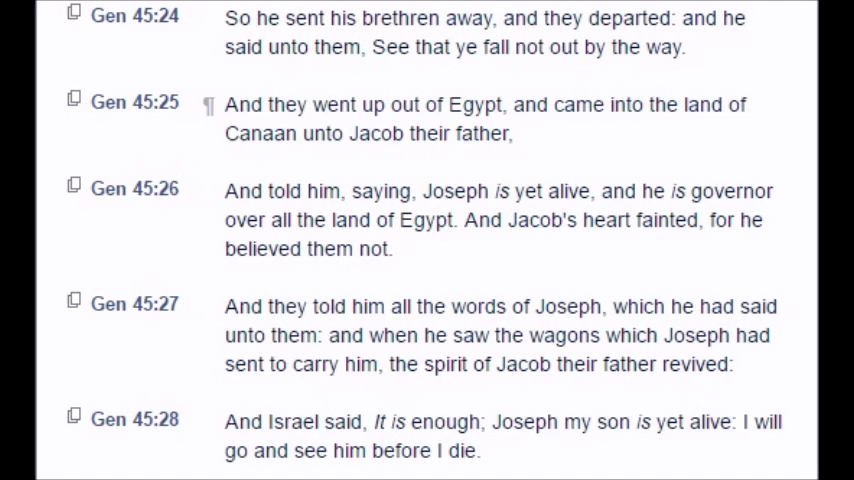 Gen 45:24 So he sent his brethren away, and they departed: and he
said unto them, See that ye fall not out by the way.
Gen 45:25 ¶ And they went up out of Egypt, and came into the land of
Canaan unto Jacob their father,
Gen 45:26 And told him, saying, Joseph is yet alive, and he is governor
over all the land of Egypt. And Jacob's heart fainted, for he
believed them not.
Gen 45:27 And they told him all the words of Joseph, which he had said
unto them: and when he saw the wagons which Joseph had
sent to carry him, the spirit of Jacob their father revived:
Gen 45:28 And Israel said, It is enough; Joseph my son is yet alive: I will
go and see him before I die.